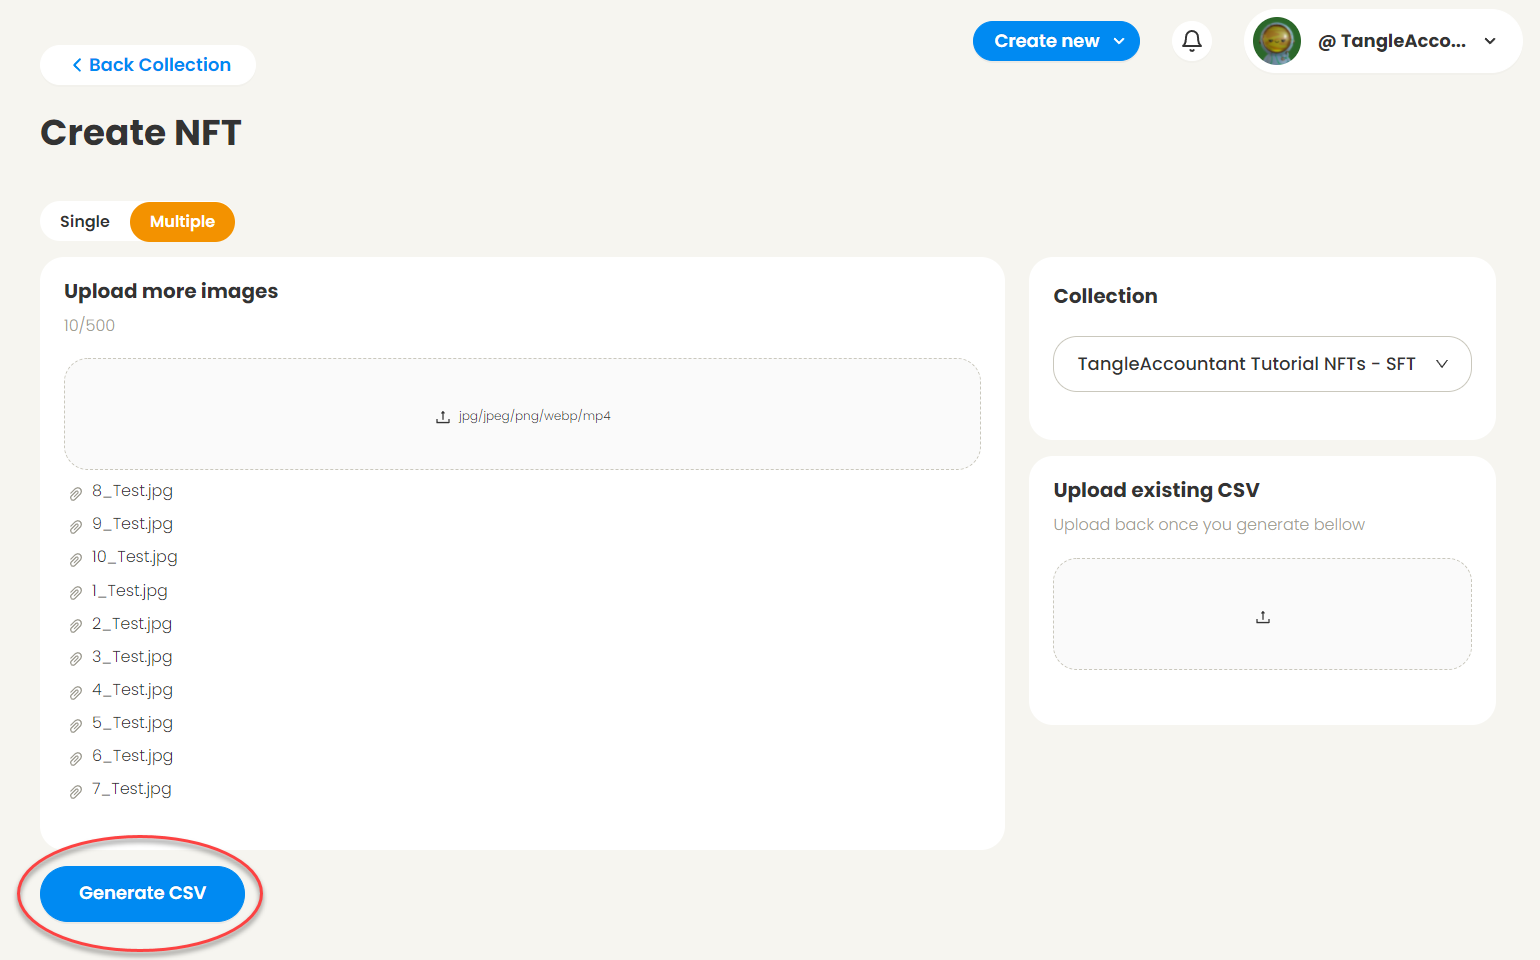 Create new
@ TangleAcco...
Back Collection
Create NFT
Single
Multiple
Upload more images
10/500
jpg/jpeg/png/webp/mp4
8_Test.jpg
9_Test.jpg
10_Test.jpg
1_Test.jpg
2_Test.jpg
3_Test.jpg
4_Test.jpg
5_Test.jpg
6_Test.jpg
7_Test.jpg
Generate CSV
Collection
TangleAccountant Tutorial NFTs - SFT
Upload existing CSV
Upload back once you generate bellow